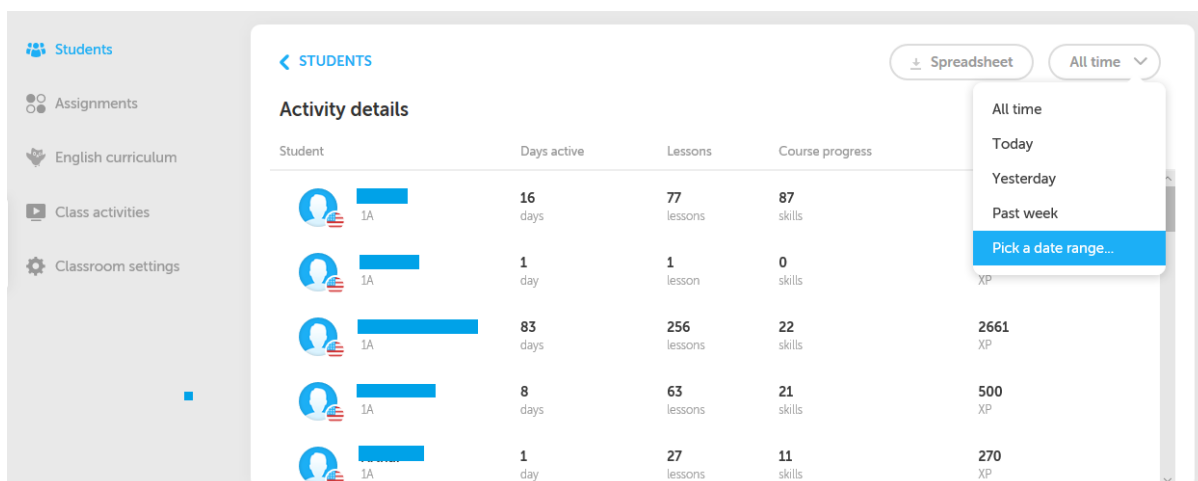 Students
Assignments
English curriculum
Class activities
Classroom settings
STUDENTS
Spreadsheet
All time
All time
Today
Yesterday
Past week
Pick a date range...
Activity details
Student Days active Lessons Course progress
16 77 87
1A days lessons skills
1 1 0
1A day lesson skills XP
83 256 22 2661
1A days lessons skills XP
8 63 21 500
1A days lessons skills XP
1 27 11 270
1A day lessons skills XP